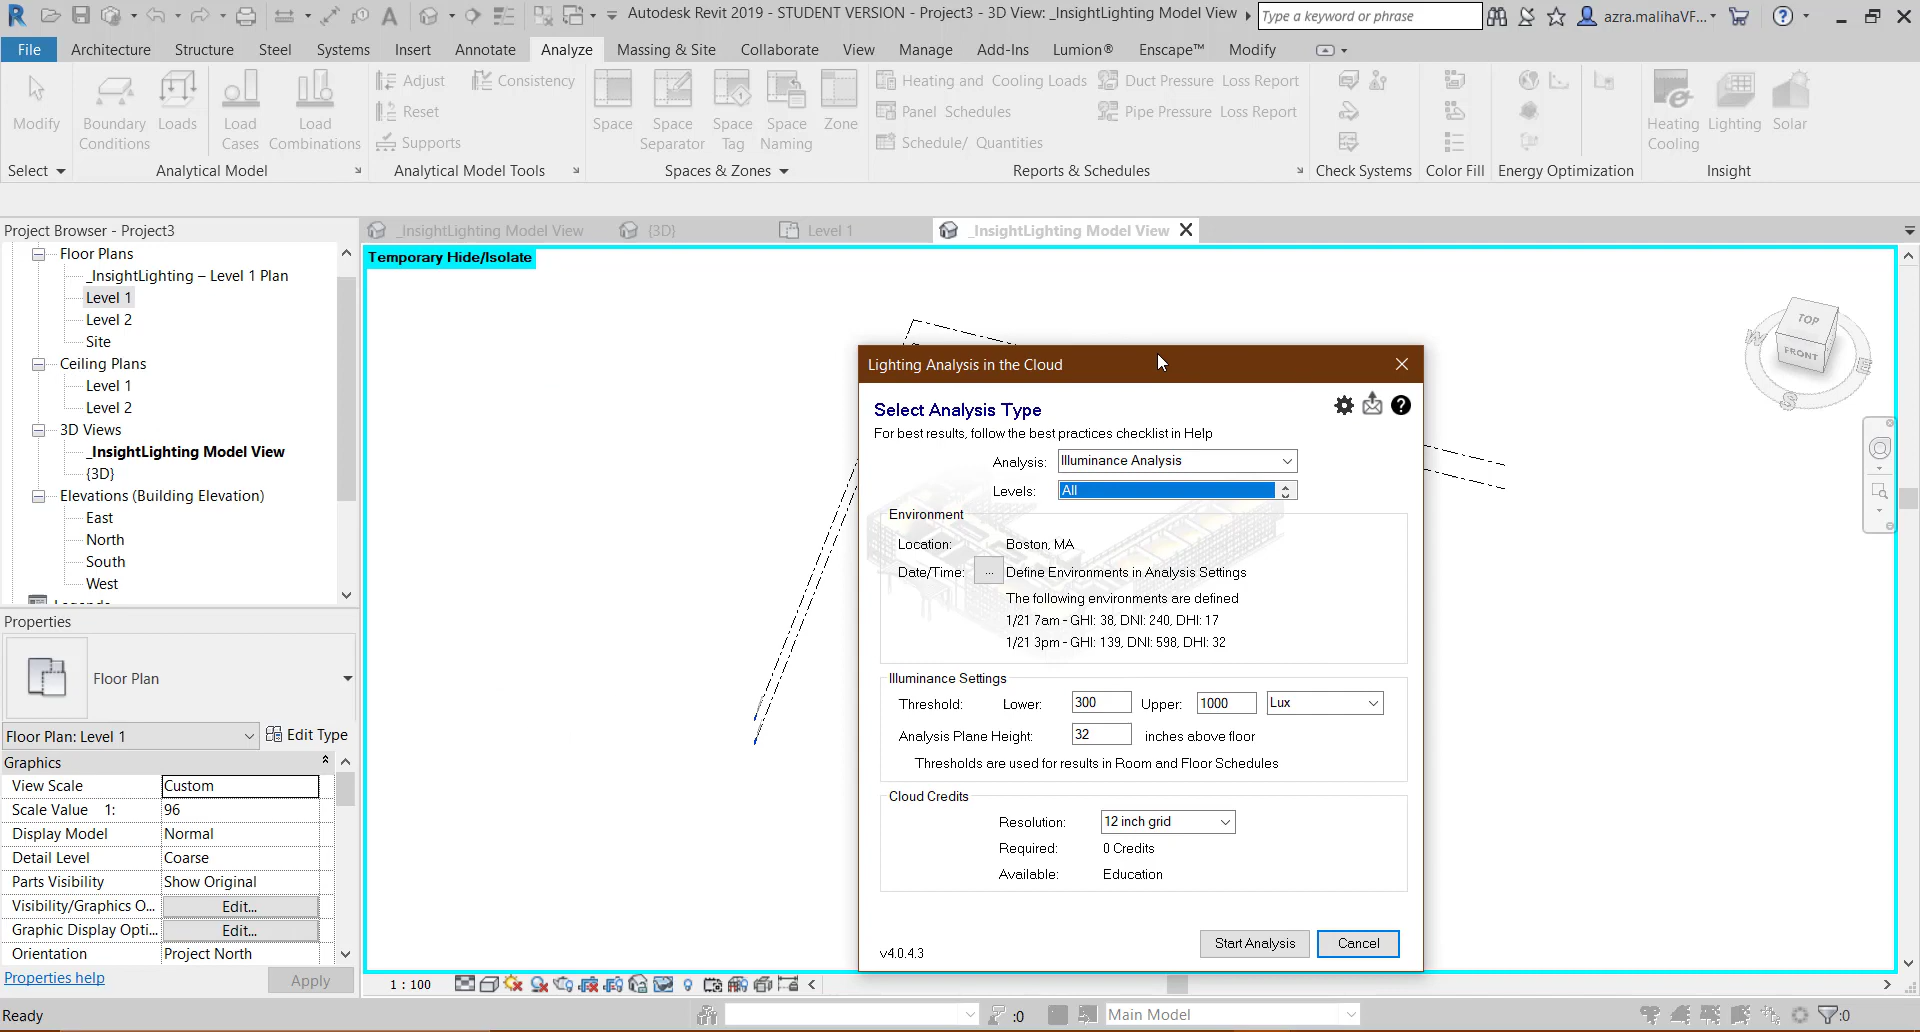 Autodesk Revit 2019 - STUDENT VERSION - Project3 - 3D View: _InsightLighting Model View
Type a keyword or phrase
azra.malihaVF...
File Architecture Structure Steel Systems Insert Annotate Analyze Massing & Site Collaborate View Manage Add-Ins Lumion® Enscape™ Modify
Adjust Consistency Heating and Cooling Loads Duct Pressure Loss Report
Reset Panel Schedules Pipe Pressure Loss Report
Modify Boundary Conditions Loads Load Cases Load Combinations Space Space Separator Space Tag Space Naming Zone Heating Cooling Lighting Solar
Supports Schedule/ Quantities
Select Analytical Model Analytical Model Tools Spaces & Zones Reports & Schedules Check Systems Color Fill Energy Optimization Insight
Project Browser - Project3
_InsightLighting Model View {3D} Level 1 _InsightLighting Model View
Floor Plans
_InsightLighting – Level 1 Plan
Level 1
Level 2
Site
Ceiling Plans
Level 1
Level 2
3D Views
_InsightLighting Model View
{3D}
Elevations (Building Elevation)
East
North
South
West
Properties
Floor Plan
Floor Plan: Level 1 Edit Type
Graphics
View Scale Custom
Scale Value 1: 96
Display Model Normal
Detail Level Coarse
Parts Visibility Show Original
Visibility/Graphics O... Edit...
Graphic Display Opti... Edit...
Orientation Project North
Properties help Apply
Temporary Hide/Isolate
TOP
FRONT
W
E
S
Lighting Analysis in the Cloud
Select Analysis Type
For best results, follow the best practices checklist in Help
Analysis: Illuminance Analysis
Levels: All
Environment
Location: Boston, MA
Date/Time: ... Define Environments in Analysis Settings
The following environments are defined
1/21 7am - GHI: 38, DNI: 240, DHI: 17
1/21 3pm - GHI: 139, DNI: 598, DHI: 32
Illuminance Settings
Threshold: Lower: 300 Upper: 1000 Lux
Analysis Plane Height: 32 inches above floor
Thresholds are used for results in Room and Floor Schedules
Cloud Credits
Resolution: 12 inch grid
Required: 0 Credits
Available: Education
v4.0.4.3 Start Analysis Cancel
1 : 100
Ready :0 Main Model :0